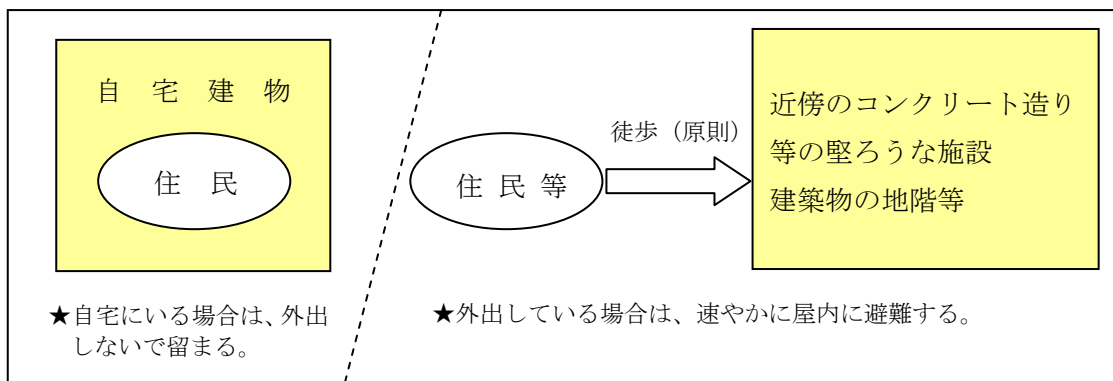 自 宅 建 物
住 民
★自宅にいる場合は、外出
しないで留まる。
徒歩（原則）
住 民 等
近傍のコンクリート造り
等の堅ろうな施設
建築物の地階等
★外出している場合は、速やかに屋内に避難する。